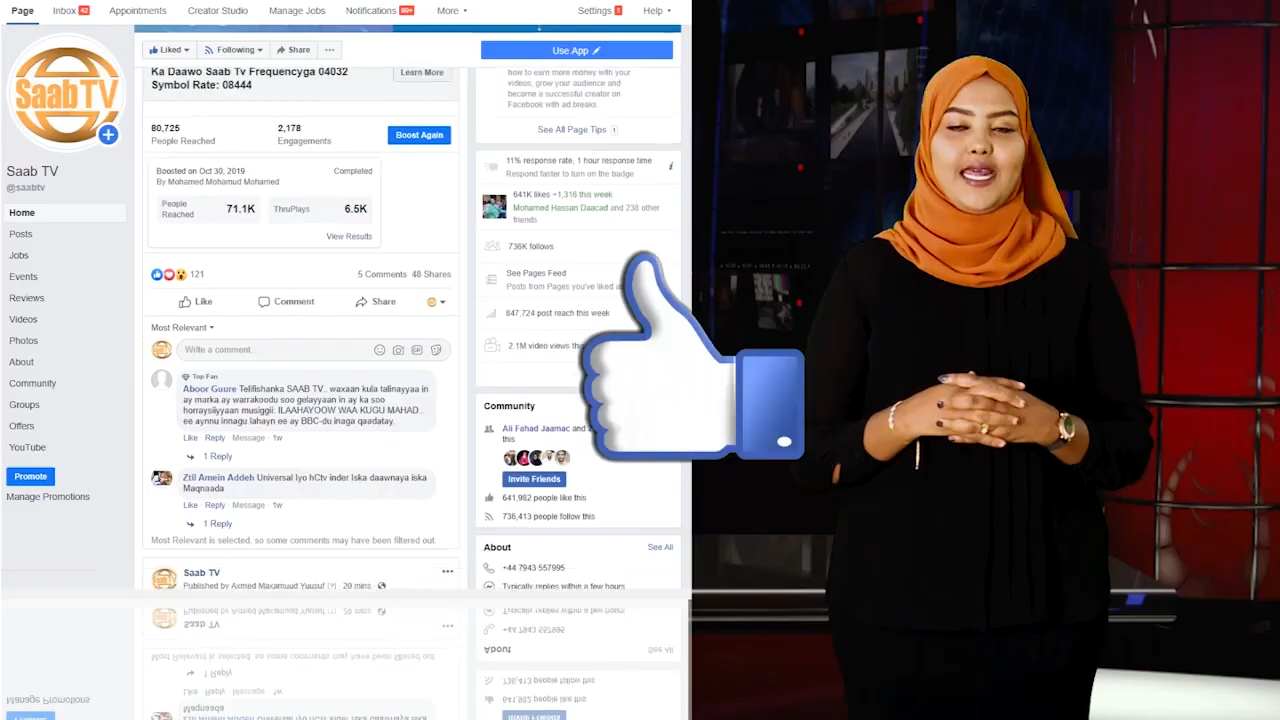 Page
Inbox 42
Appointments
Creator Studio
Manage Jobs
Notifications 99+
More
Settings 1
Help
SaabTV
Saab TV
@saabtv
Home
Posts
Jobs
Events
Reviews
Videos
Photos
About
Community
Groups
Offers
YouTube
Promote
Manage Promotions
Liked
Following
Share
Use App
Ka Daawo Saab Tv Frequencyga 04032
Symbol Rate: 08444
Learn More
80,725
People Reached
2,178
Engagements
Boost Again
Boosted on Oct 30, 2019
Completed
By Mohamed Mohamud Mohamed
People
Reached
71.1K
ThruPlays
6.5K
View Results
121
5 Comments 48 Shares
Like
Comment
Share
Most Relevant
Write a comment...
Top Fan
Aboor Guure Telifishanka SAAB TV.. waxaan kula talinayyaa in
ay marka ay warrakoodu soo gelayyaan in ay ka soo
horraysiiyaan musiggii: ILAAHAYOOW WAA KUGU MAHAD..
ee aynnu innagu lahayn ee ay BBC-du inaga qaadatay.
Like Reply Message · 1w
1 Reply
Ztil Amein Addeh Universal Iyo hCtv inder Iska daawnaya iska
Maqnaada
Like Reply Message · 1w
1 Reply
Most Relevant is selected, so some comments may have been filtered out.
Saab TV
Published by Axmed Maxamuud Yuusuf [?] · 20 mins ·
how to earn more money with your
videos, grow your audience and
become a successful creator on
Facebook with ad breaks
See All Page Tips 1
11% response rate, 1 hour response time
Respond faster to turn on the badge
641K likes +1,316 this week
Mohamed Hassan Daacad and 238 other
friends
736K follows
See Pages Feed
Posts from Pages you've liked
847,724 post reach this week
2.1M video views
Community
Ali Fahad Jaamac and
this
Invite Friends
641,982 people like this
736,413 people follow this
About
See All
+44 7943 557995
Typically replies within a few hours